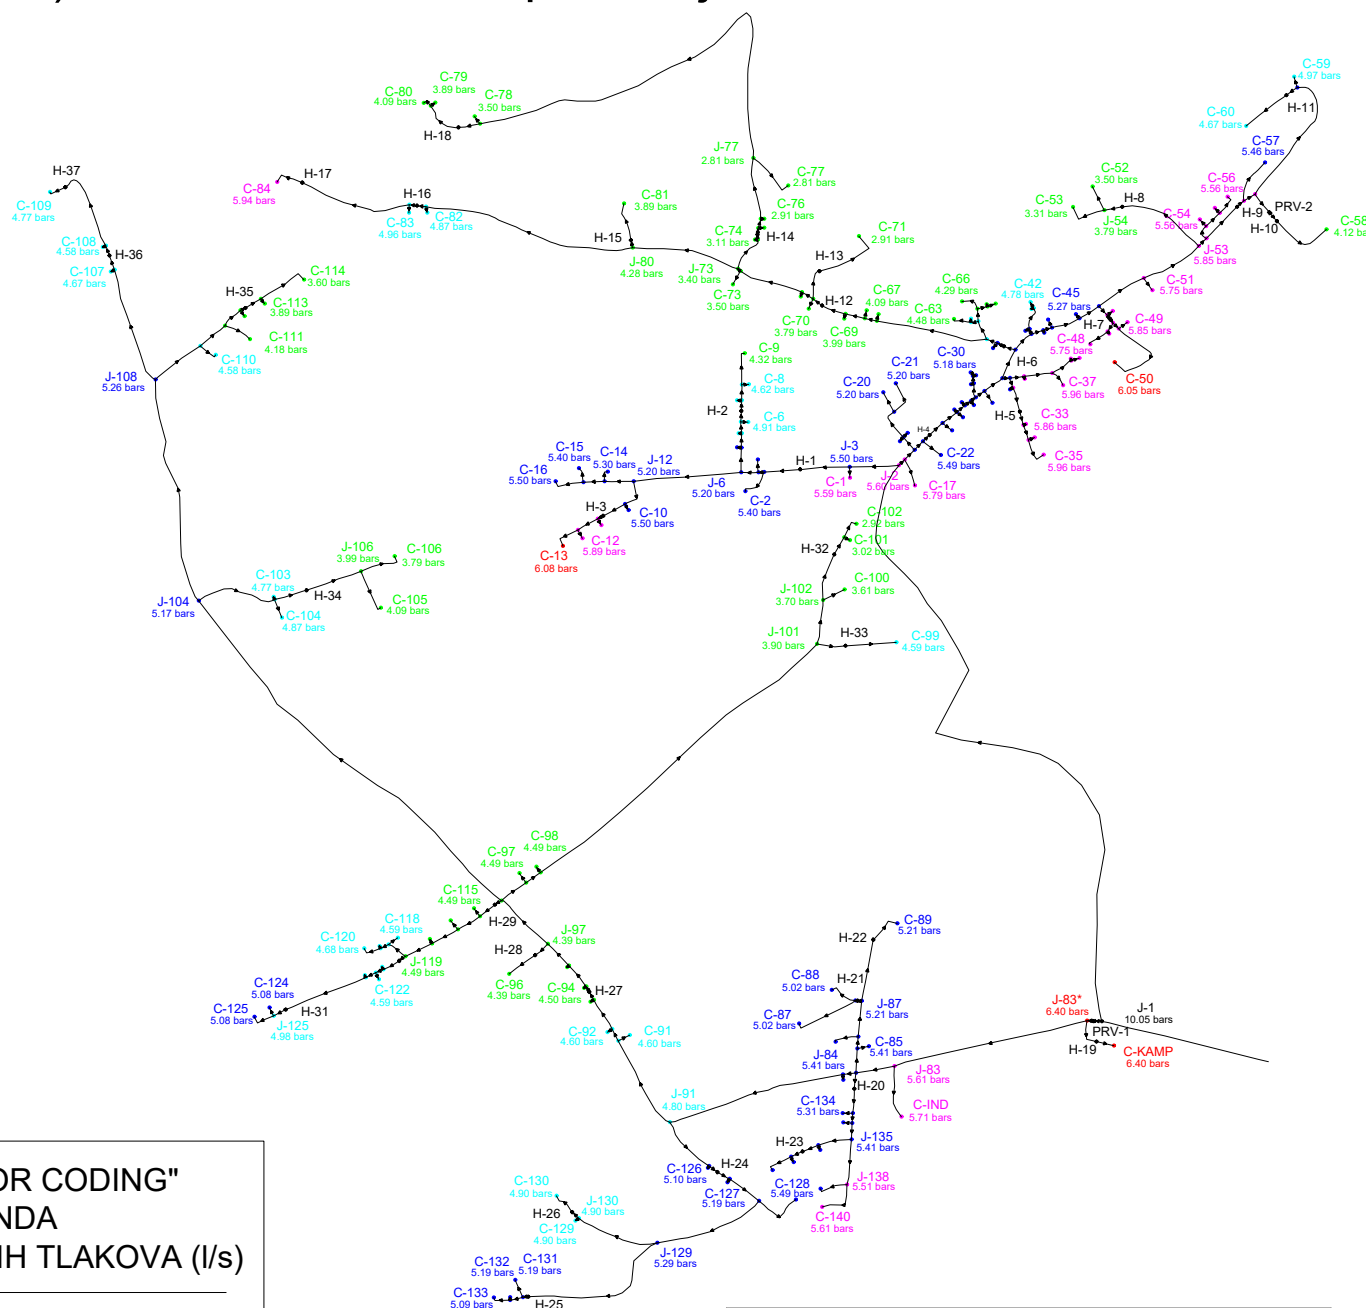 C-59
4.97 bars
H-11
C-60
4.67 bars
C-57
5.46 bars
C-79
3.89 bars
C-80
4.09 bars
C-78
3.50 bars
H-18
J-77
2.81 bars
C-77
2.81 bars
C-52
3.50 bars
C-53
3.31 bars
H-8
J-54
3.79 bars
C-56
5.56 bars
C-54
5.56 bars
H-9
PRV-2
H-10
C-58
J-53
5.85 bars
H-37
C-109
4.77 bars
H-17
C-84
5.94 bars
H-16
C-83
4.96 bars
C-82
4.87 bars
C-81
3.89 bars
H-15
J-80
4.28 bars
C-76
2.91 bars
C-74
3.11 bars
H-14
J-73
3.40 bars
C-73
3.50 bars
C-71
2.91 bars
H-13
H-12
C-70
3.79 bars
C-67
4.09 bars
C-69
3.99 bars
C-66
4.29 bars
C-63
4.48 bars
C-42
4.78 bars
C-45
5.27 bars
C-51
5.75 bars
H-7
C-49
5.85 bars
C-48
5.75 bars
C-50
6.05 bars
H-6
C-37
5.96 bars
C-108
4.58 bars
H-36
C-107
4.67 bars
C-114
3.60 bars
H-35
C-113
3.89 bars
C-111
4.18 bars
C-110
4.58 bars
J-108
5.26 bars
C-9
4.32 bars
C-8
4.62 bars
H-2
C-6
4.91 bars
C-21
5.20 bars
C-20
5.20 bars
C-30
5.18 bars
H-5
C-33
5.86 bars
C-35
5.96 bars
H-4
C-22
5.49 bars
C-17
5.79 bars
J-2
5.60 bars
J-3
5.50 bars
C-1
5.59 bars
H-1
C-2
5.40 bars
J-6
5.20 bars
J-12
5.20 bars
C-14
5.30 bars
C-15
5.40 bars
C-16
5.50 bars
H-3
C-10
5.50 bars
C-12
5.89 bars
C-13
6.08 bars
C-102
2.92 bars
C-101
3.02 bars
H-32
C-100
3.61 bars
J-102
3.70 bars
J-101
3.90 bars
H-33
C-99
4.59 bars
J-106
3.99 bars
C-106
3.79 bars
C-103
4.77 bars
H-34
C-105
4.09 bars
C-104
4.87 bars
J-104
5.17 bars
C-98
4.49 bars
C-97
4.49 bars
C-115
4.49 bars
H-29
C-118
4.59 bars
C-120
4.68 bars
J-119
4.49 bars
C-122
4.59 bars
J-97
4.39 bars
H-28
C-96
4.39 bars
C-94
4.50 bars
H-27
C-124
5.08 bars
C-125
5.08 bars
H-31
J-125
4.98 bars
C-92
4.60 bars
C-91
4.60 bars
C-89
5.21 bars
H-22
C-88
5.02 bars
H-21
C-87
5.02 bars
J-87
5.21 bars
J-84
5.41 bars
C-85
5.41 bars
J-83*
6.40 bars
J-1
10.05 bars
PRV-1
H-19
C-KAMP
6.40 bars
J-83
5.61 bars
H-20
C-IND
5.71 bars
J-91
4.80 bars
C-134
5.31 bars
H-23
J-135
5.41 bars
C-126
5.10 bars
H-24
C-127
5.19 bars
C-128
5.49 bars
J-138
5.51 bars
C-140
5.61 bars
C-130
4.90 bars
J-130
4.90 bars
H-26
C-129
4.90 bars
J-129
5.29 bars
C-132
5.19 bars
C-131
5.19 bars
C-133
5.09 bars
H-25
OR CODING"
NDA
IH TLAKOVA (l/s)